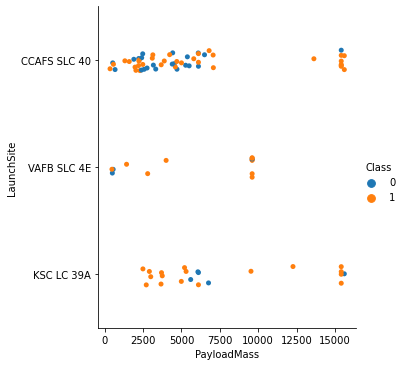 CCAFS SLC 40
VAFB SLC 4E
KSC LC 39A
LaunchSite
0 2500 5000 7500 10000 12500 15000
PayloadMass
Class
0
1